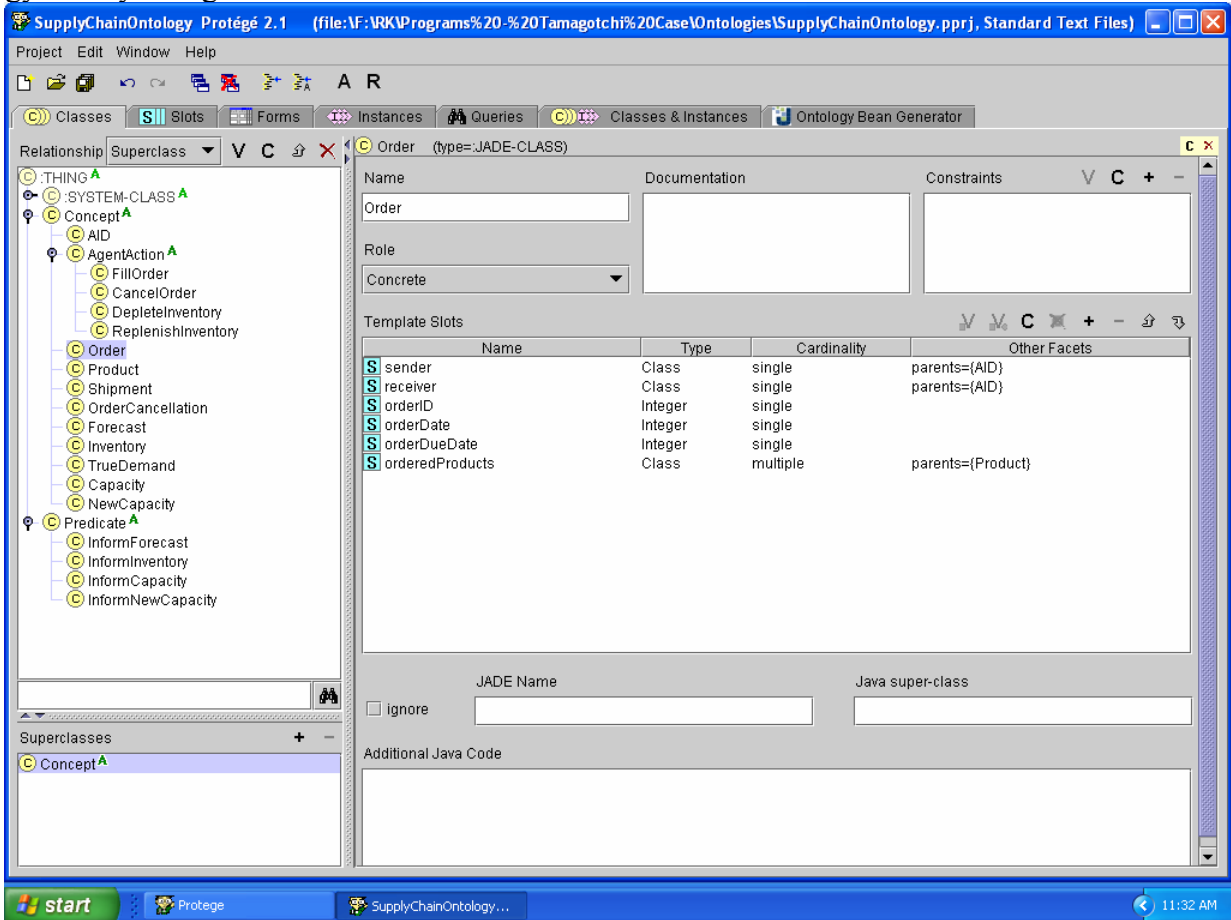 SupplyChainOntology Protégé 2.1 (file:\F:\RK\Programs%20-%20Tamagotchi%20Case\Ontologies\SupplyChainOntology.pprj, Standard Text Files)
Project Edit Window Help
A R
Classes Slots Forms Instances Queries Classes & Instances Ontology Bean Generator
Relationship Superclass V C
:THING A
:SYSTEM-CLASS A
Concept A
AID
AgentAction A
FillOrder
CancelOrder
DepleteInventory
ReplenishInventory
Order
Product
Shipment
OrderCancellation
Forecast
Inventory
TrueDemand
Capacity
NewCapacity
Predicate A
InformForecast
InformInventory
InformCapacity
InformNewCapacity
Superclasses + -
Concept A
C Order (type=:JADE-CLASS) C ×
Name Documentation Constraints V C + -
Order
Role
Concrete
Template Slots V V C + -
Name Type Cardinality Other Facets
S sender Class single parents={AID}
S receiver Class single parents={AID}
S orderID Integer single
S orderDate Integer single
S orderDueDate Integer single
S orderedProducts Class multiple parents={Product}
JADE Name Java super-class
ignore
Additional Java Code
start Protege SupplyChainOntology... 11:32 AM